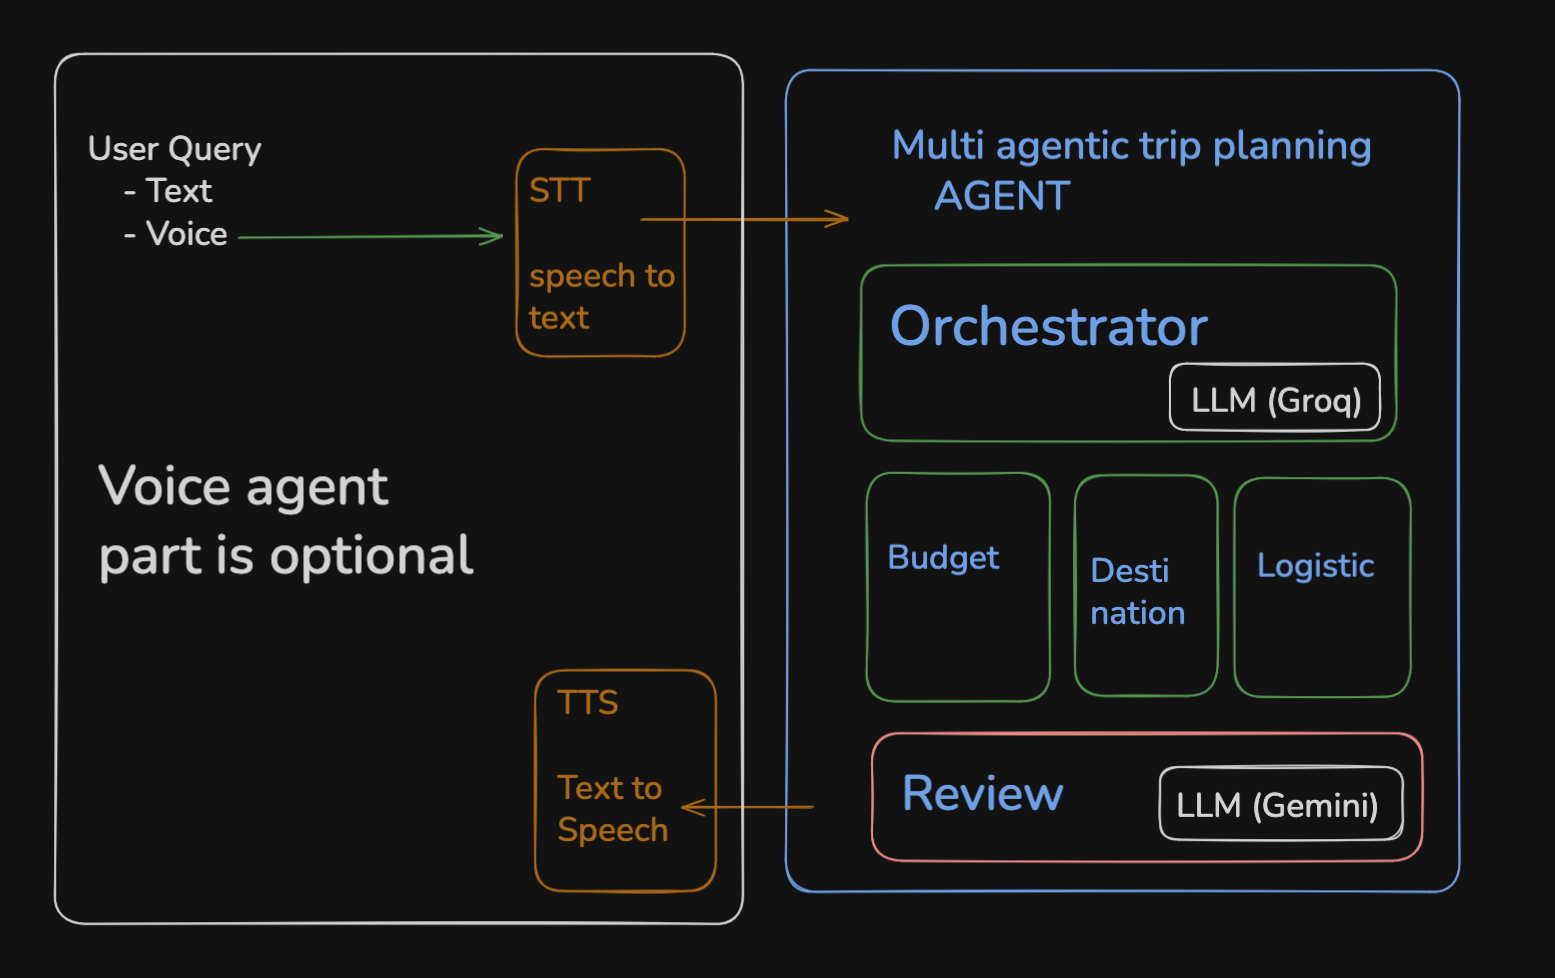 User Query
- Text
- Voice
STT
speech to
text
Voice agent
part is optional
TTS
Text to
Speech
Multi agentic trip planning
AGENT
Orchestrator
LLM (Groq)
Budget
Desti
nation
Logistic
Review
LLM (Gemini)